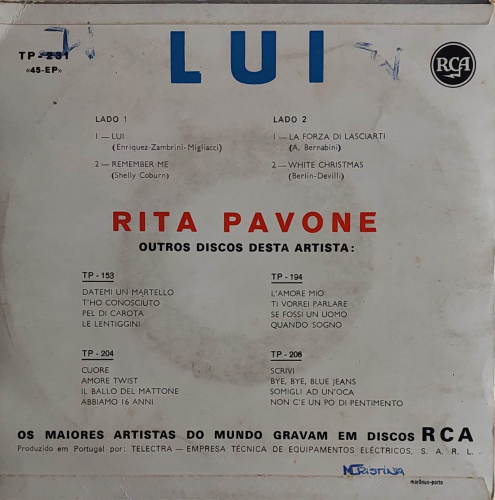 LUI
TP-231
«45-EP»
RCA
LADO 1
1 — LUI
(Enriquez-Zambrini-Migliacci)
2 — REMEMBER ME
(Shelly Coburn)
LADO 2
1 — LA FORZA DI LASCIARTI
(A. Bernabini)
2 — WHITE CHRISTMAS
(Berlin-Devilli)
RITA PAVONE
OUTROS DISCOS DESTA ARTISTA:
TP - 153
DATEMI UN MARTELLO
T'HO CONOSCIUTO
PEL DI CAROTA
LE LENTIGGINI
TP - 194
L'AMORE MIO
TI VORREI PARLARE
SE FOSSI UN UOMO
QUANDO SOGNO
TP - 204
CUORE
AMORE TWIST
IL BALLO DEL MATTONE
ABBIAMO 16 ANNI
TP - 206
SCRIVI
BYE, BYE, BLUE JEANS
SOMIGLI AD UN'OCA
NON C'E UN PO DI PENTIMENTO
OS MAIORES ARTISTAS DO MUNDO GRAVAM EM DISCOS RCA
Produzido em Portugal por: TELECTRA — EMPRESA TÉCNICA DE EQUIPAMENTOS ELÉCTRICOS, S. A. R. L.
marânus-porto